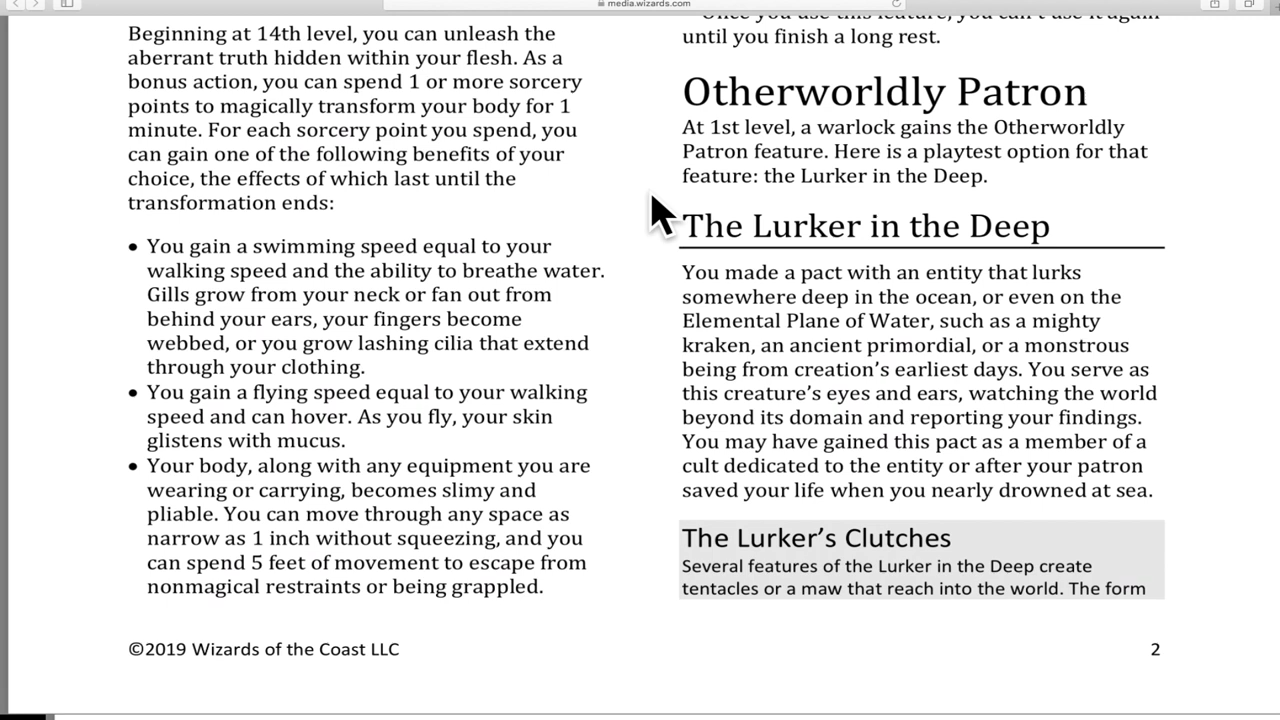 media.wizards.com
Beginning at 14th level, you can unleash the
aberrant truth hidden within your flesh. As a
bonus action, you can spend 1 or more sorcery
points to magically transform your body for 1
minute. For each sorcery point you spend, you
can gain one of the following benefits of your
choice, the effects of which last until the
transformation ends:
• You gain a swimming speed equal to your
walking speed and the ability to breathe water.
Gills grow from your neck or fan out from
behind your ears, your fingers become
webbed, or you grow lashing cilia that extend
through your clothing.
• You gain a flying speed equal to your walking
speed and can hover. As you fly, your skin
glistens with mucus.
• Your body, along with any equipment you are
wearing or carrying, becomes slimy and
pliable. You can move through any space as
narrow as 1 inch without squeezing, and you
can spend 5 feet of movement to escape from
nonmagical restraints or being grappled.
Once you use this feature, you can't use it again
until you finish a long rest.
Otherworldly Patron
At 1st level, a warlock gains the Otherworldly
Patron feature. Here is a playtest option for that
feature: the Lurker in the Deep.
The Lurker in the Deep
You made a pact with an entity that lurks
somewhere deep in the ocean, or even on the
Elemental Plane of Water, such as a mighty
kraken, an ancient primordial, or a monstrous
being from creation's earliest days. You serve as
this creature's eyes and ears, watching the world
beyond its domain and reporting your findings.
You may have gained this pact as a member of a
cult dedicated to the entity or after your patron
saved your life when you nearly drowned at sea.
The Lurker's Clutches
Several features of the Lurker in the Deep create
tentacles or a maw that reach into the world. The form
©2019 Wizards of the Coast LLC
2